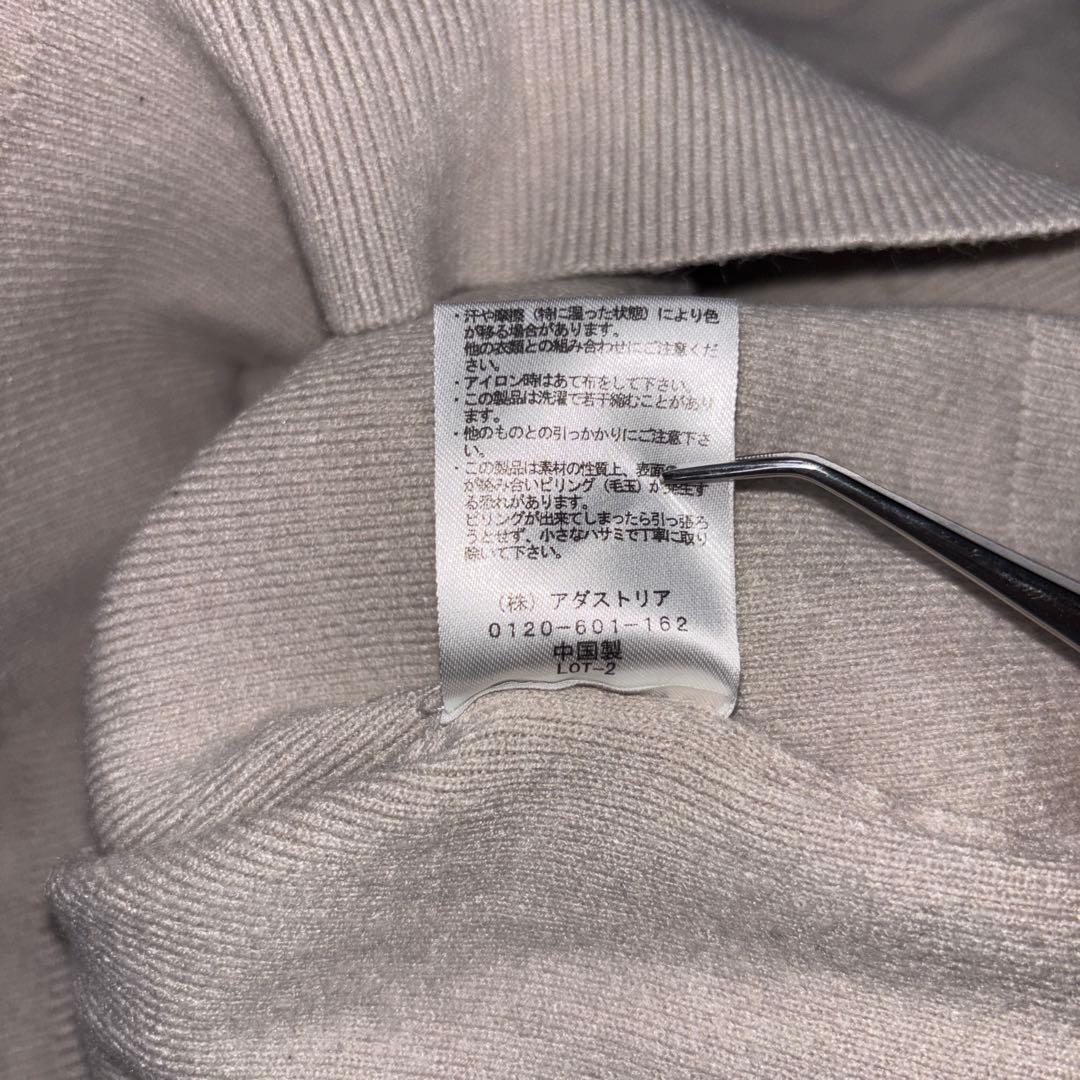 ・汗や摩擦（特に湿った状態）により色
が移る場合があります。
他の衣類との組み合わせにご注意くだ
さい。
・アイロン時はあて布をして下さい。
・この製品は洗濯で若干縮むことがあり
ます。
・他のものとの引っかかりにご注意下さ
い。
・この製品は素材の性質上、表面
が絡み合いピリング（毛玉）が発生す
る恐れがあります。
ピリングが出来てしまったら引っ張ろ
うとせず、小さなハサミで丁寧に取り
除いて下さい。
（株）アダストリア
0120-601-162
中国製
LOT-2